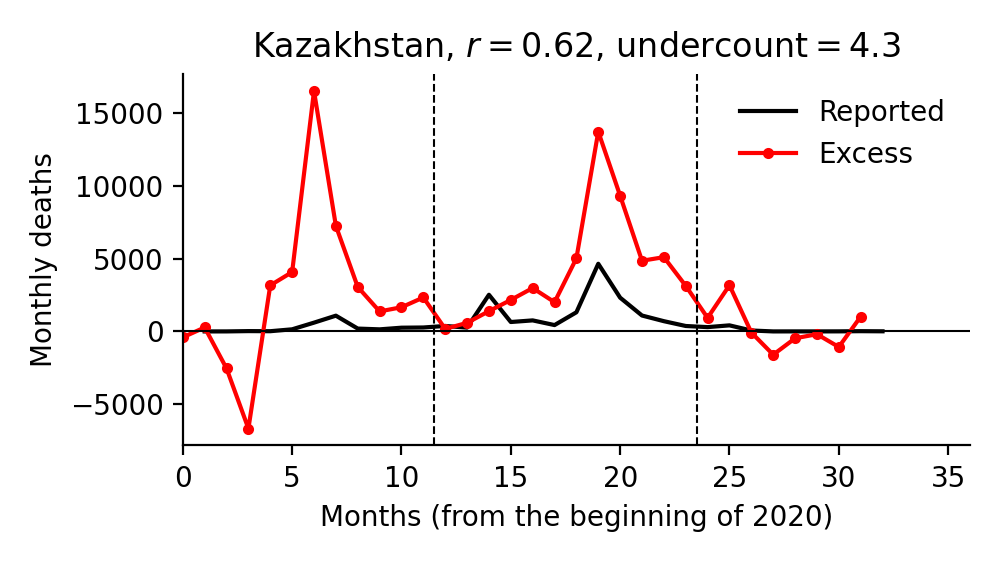 Kazakhstan, r = 0.62, undercount = 4.3
Reported
Excess
Monthly deaths
15000
10000
5000
0
−5000
0 5 10 15 20 25 30 35
Months (from the beginning of 2020)